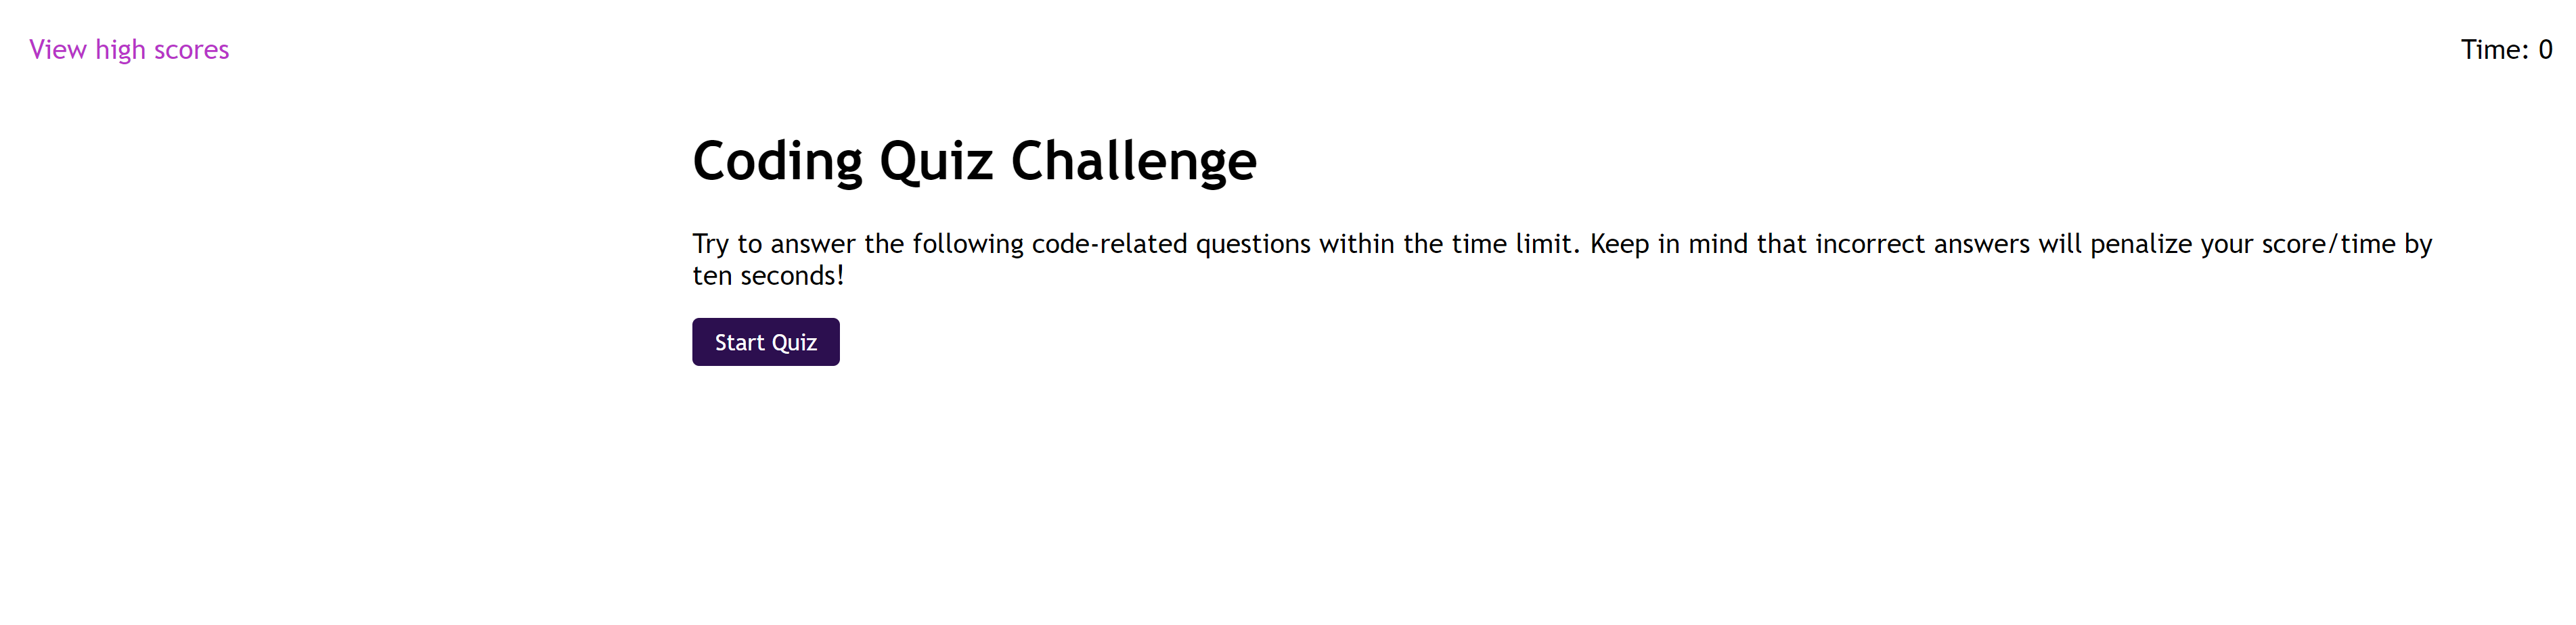 View high scores
Time: 0
Coding Quiz Challenge
Try to answer the following code-related questions within the time limit. Keep in mind that incorrect answers will penalize your score/time by
ten seconds!
Start Quiz